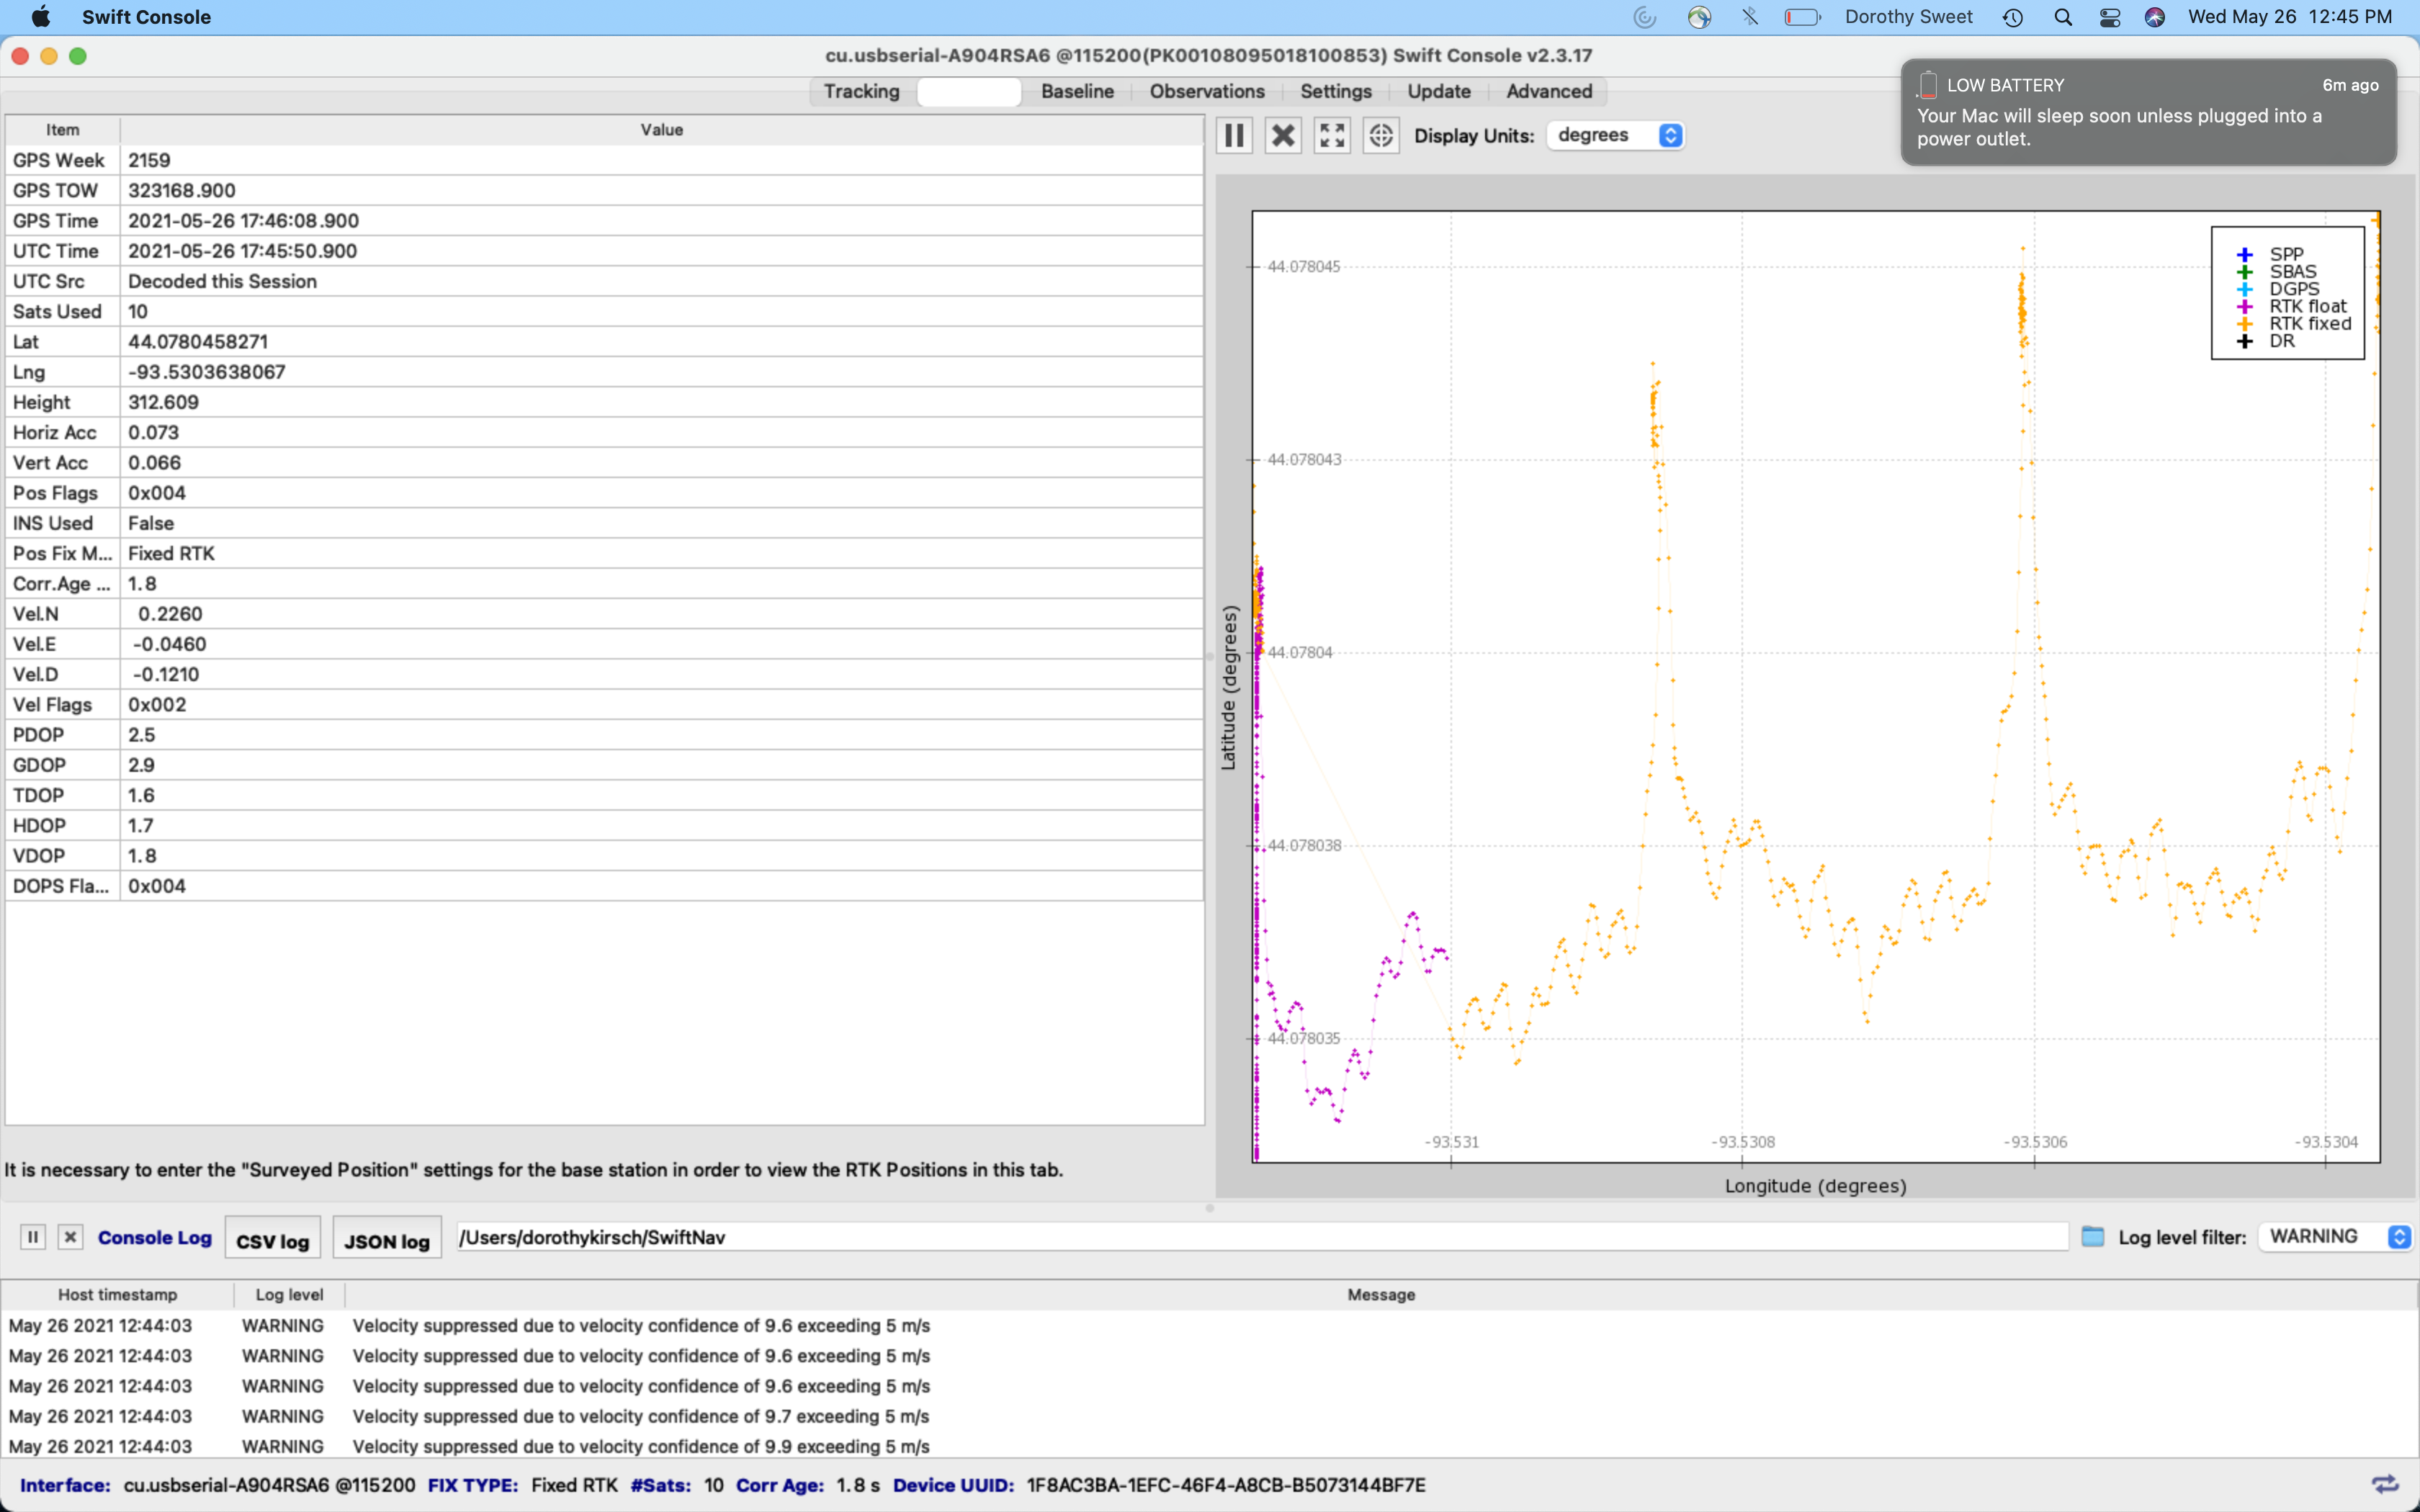 Swift Console
Dorothy Sweet
Wed May 26 12:45 PM
cu.usbserial-A904RSA6 @115200(PK00108095018100853) Swift Console v2.3.17
LOW BATTERY 6m ago
Your Mac will sleep soon unless plugged into a
power outlet.
Tracking Baseline Observations Settings Update Advanced
Item Value
GPS Week 2159
GPS TOW 323168.900
GPS Time 2021-05-26 17:46:08.900
UTC Time 2021-05-26 17:45:50.900
UTC Src Decoded this Session
Sats Used 10
Lat 44.0780458271
Lng -93.5303638067
Height 312.609
Horiz Acc 0.073
Vert Acc 0.066
Pos Flags 0x004
INS Used False
Pos Fix M... Fixed RTK
Corr.Age ... 1.8
Vel.N 0.2260
Vel.E -0.0460
Vel.D -0.1210
Vel Flags 0x002
PDOP 2.5
GDOP 2.9
TDOP 1.6
HDOP 1.7
VDOP 1.8
DOPS Fla... 0x004
It is necessary to enter the "Surveyed Position" settings for the base station in order to view the RTK Positions in this tab.
Display Units: degrees
SPP
SBAS
DGPS
RTK float
RTK fixed
DR
44.078045
44.078043
44.07804
44.078038
44.078035
Latitude (degrees)
-93.531 -93.5308 -93.5306 -93.5304
Longitude (degrees)
Console Log CSV log JSON log /Users/dorothykirsch/SwiftNav Log level filter: WARNING
Host timestamp Log level Message
May 26 2021 12:44:03 WARNING Velocity suppressed due to velocity confidence of 9.6 exceeding 5 m/s
May 26 2021 12:44:03 WARNING Velocity suppressed due to velocity confidence of 9.6 exceeding 5 m/s
May 26 2021 12:44:03 WARNING Velocity suppressed due to velocity confidence of 9.6 exceeding 5 m/s
May 26 2021 12:44:03 WARNING Velocity suppressed due to velocity confidence of 9.7 exceeding 5 m/s
May 26 2021 12:44:03 WARNING Velocity suppressed due to velocity confidence of 9.9 exceeding 5 m/s
Interface: cu.usbserial-A904RSA6 @115200 FIX TYPE: Fixed RTK #Sats: 10 Corr Age: 1.8 s Device UUID: 1F8AC3BA-1EFC-46F4-A8CB-B5073144BF7E